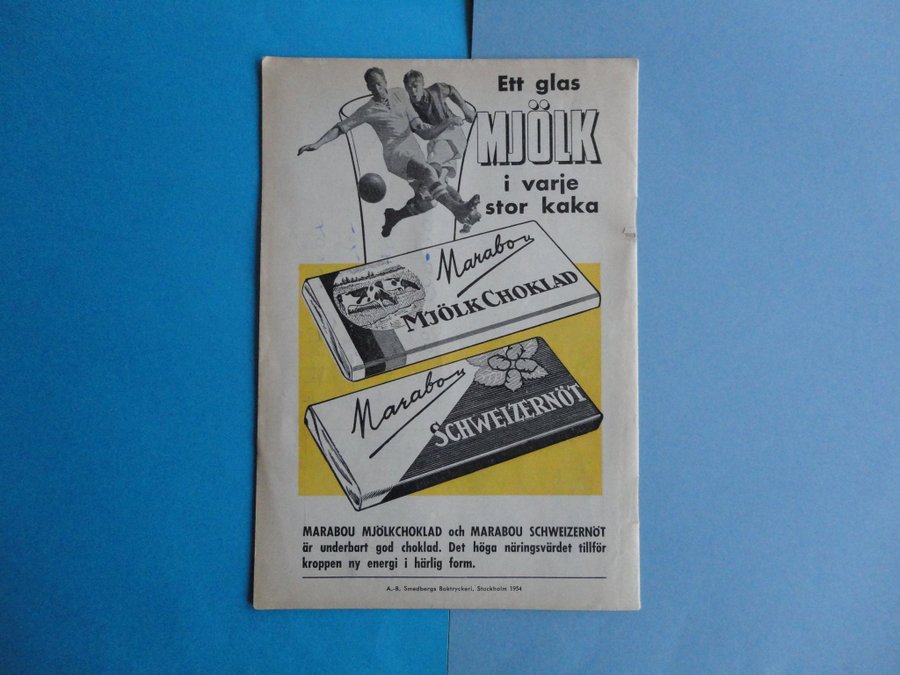 Ett glas
MJÖLK
i varje
stor kaka
Marabou
MJÖLKCHOKLAD
Marabou
SCHWEIZERNÖT
MARABOU MJÖLKCHOKLAD och MARABOU SCHWEIZERNÖT
är underbart god choklad. Det höga näringsvärdet tillför
kroppen ny energi i härlig form.
A.-B. Smedbergs Boktryckeri, Stockholm 1954